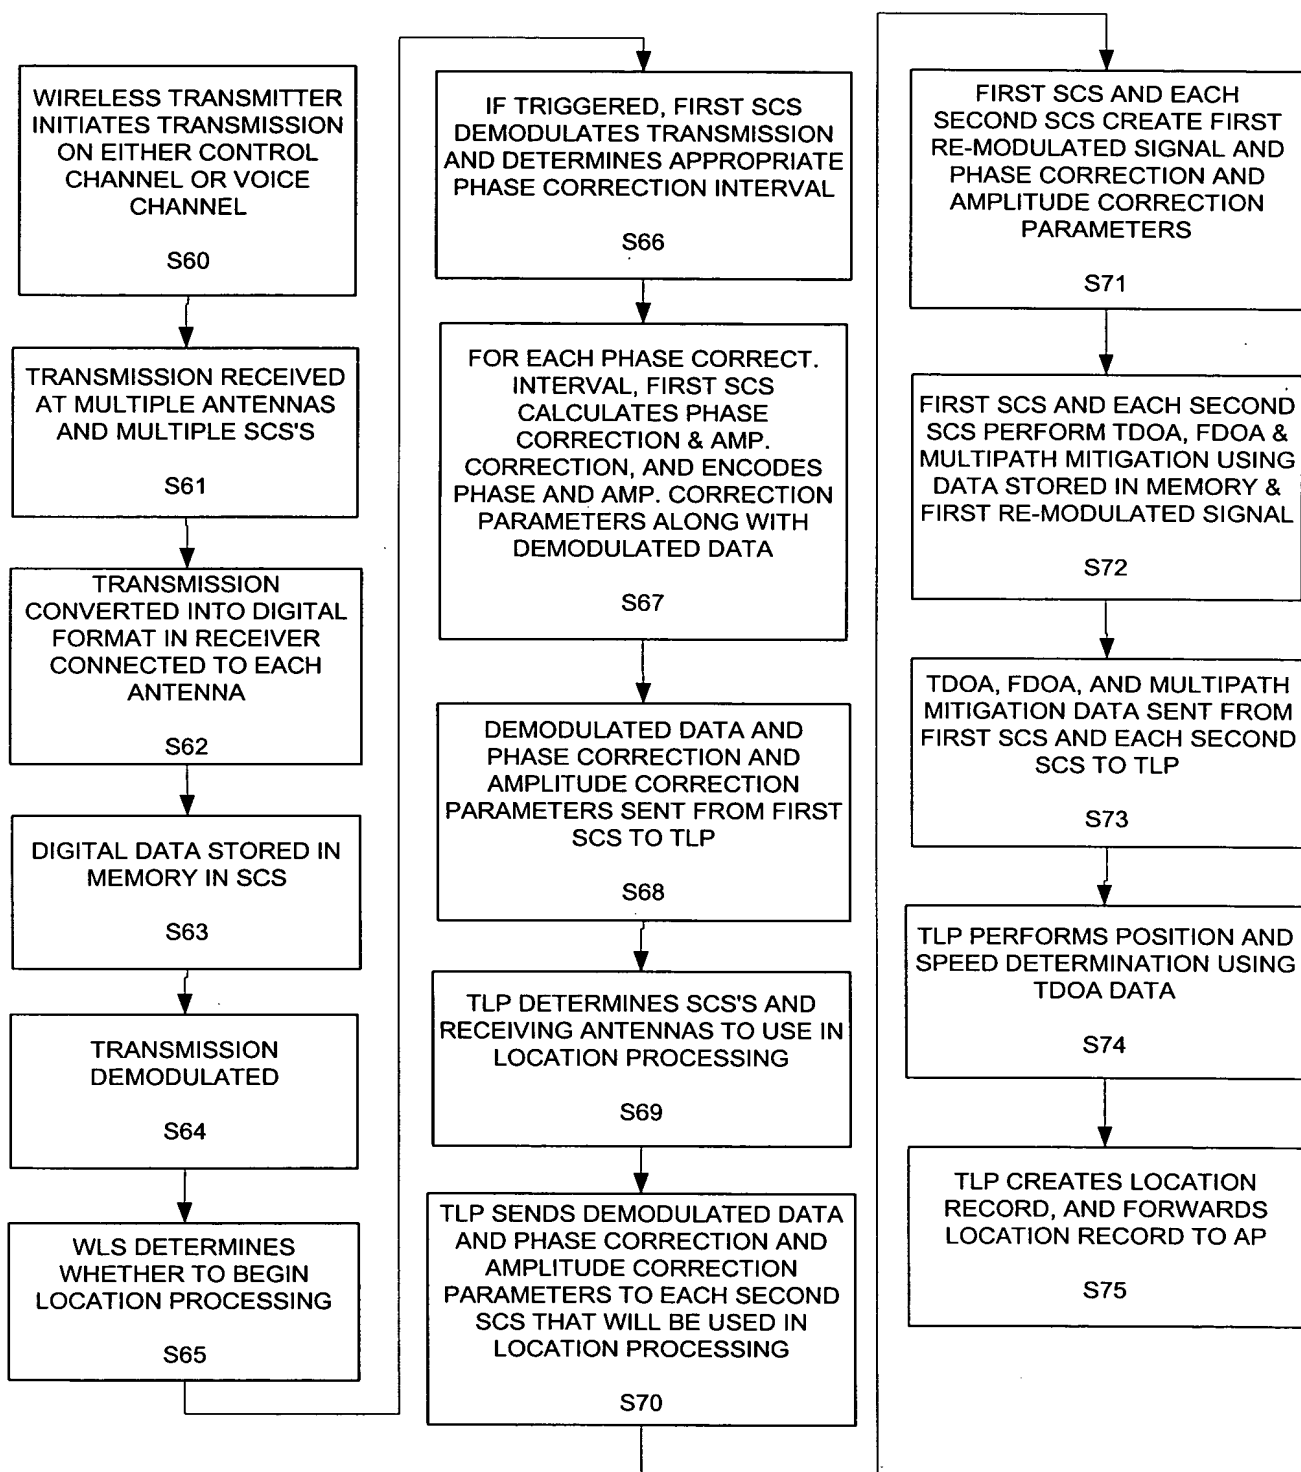 WIRELESS TRANSMITTER
INITIATES TRANSMISSION
ON EITHER CONTROL
CHANNEL OR VOICE
CHANNEL
S60
TRANSMISSION RECEIVED
AT MULTIPLE ANTENNAS
AND MULTIPLE SCS'S
S61
TRANSMISSION
CONVERTED INTO DIGITAL
FORMAT IN RECEIVER
CONNECTED TO EACH
ANTENNA
S62
DIGITAL DATA STORED IN
MEMORY IN SCS
S63
TRANSMISSION
DEMODULATED
S64
WLS DETERMINES
WHETHER TO BEGIN
LOCATION PROCESSING
S65
IF TRIGGERED, FIRST SCS
DEMODULATES TRANSMISSION
AND DETERMINES APPROPRIATE
PHASE CORRECTION INTERVAL
S66
FOR EACH PHASE CORRECT.
INTERVAL, FIRST SCS
CALCULATES PHASE
CORRECTION & AMP.
CORRECTION, AND ENCODES
PHASE AND AMP. CORRECTION
PARAMETERS ALONG WITH
DEMODULATED DATA
S67
DEMODULATED DATA AND
PHASE CORRECTION AND
AMPLITUDE CORRECTION
PARAMETERS SENT FROM FIRST
SCS TO TLP
S68
TLP DETERMINES SCS'S AND
RECEIVING ANTENNAS TO USE IN
LOCATION PROCESSING
S69
TLP SENDS DEMODULATED DATA
AND PHASE CORRECTION AND
AMPLITUDE CORRECTION
PARAMETERS TO EACH SECOND
SCS THAT WILL BE USED IN
LOCATION PROCESSING
S70
FIRST SCS AND EACH
SECOND SCS CREATE FIRST
RE-MODULATED SIGNAL AND
PHASE CORRECTION AND
AMPLITUDE CORRECTION
PARAMETERS
S71
FIRST SCS AND EACH SECOND
SCS PERFORM TDOA, FDOA &
MULTIPATH MITIGATION USING
DATA STORED IN MEMORY &
FIRST RE-MODULATED SIGNAL
S72
TDOA, FDOA, AND MULTIPATH
MITIGATION DATA SENT FROM
FIRST SCS AND EACH SECOND
SCS TO TLP
S73
TLP PERFORMS POSITION AND
SPEED DETERMINATION USING
TDOA DATA
S74
TLP CREATES LOCATION
RECORD, AND FORWARDS
LOCATION RECORD TO AP
S75